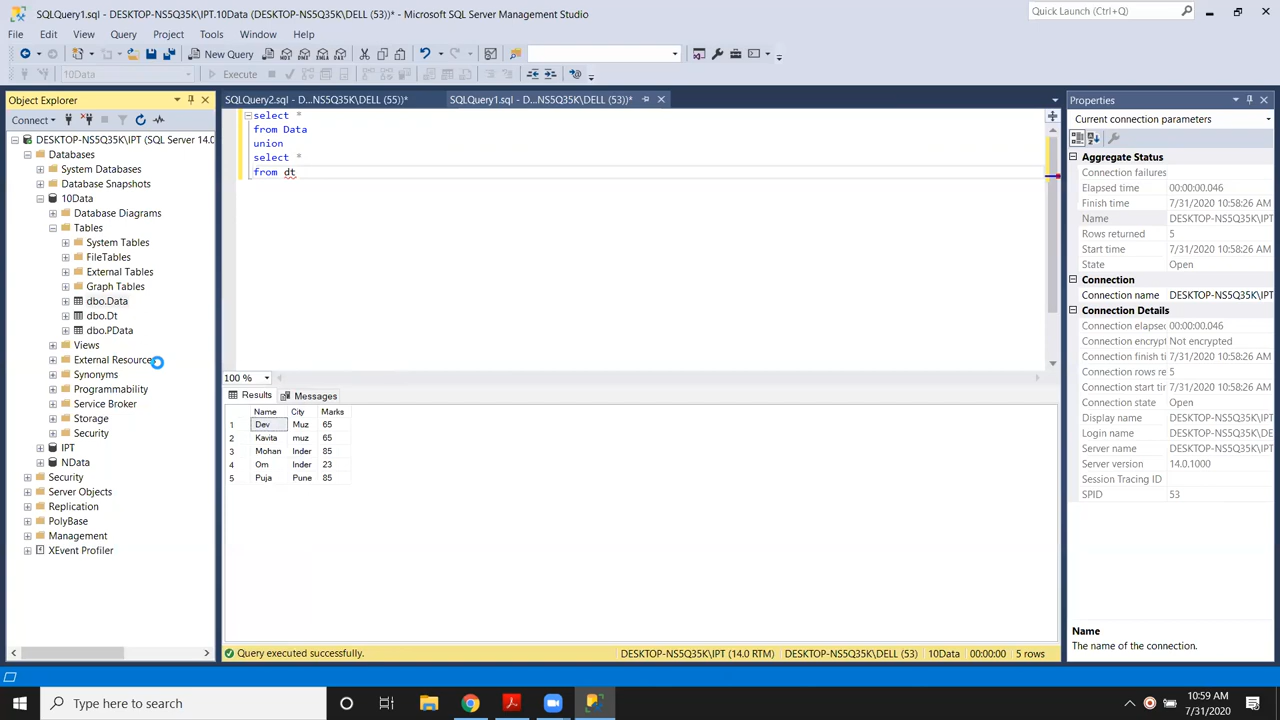 SQLQuery1.sql - DESKTOP-NS5Q35K\IPT.10Data (DESKTOP-NS5Q35K\DELL (53))* - Microsoft SQL Server Management Studio
Quick Launch (Ctrl+Q)
File Edit View Query Project Tools Window Help
New Query
10Data
Execute
Object Explorer
SQLQuery2.sql - D...NS5Q35K\DELL (55))*
SQLQuery1.sql - D...NS5Q35K\DELL (53))*
Properties
Connect
Current connection parameters
select *
from Data
union
select *
from dt
DESKTOP-NS5Q35K\IPT (SQL Server 14.0
Databases
System Databases
Database Snapshots
10Data
Database Diagrams
Tables
System Tables
FileTables
External Tables
Graph Tables
dbo.Data
dbo.Dt
dbo.PData
Views
External Resource
Synonyms
Programmability
Service Broker
Storage
Security
IPT
NData
Security
Server Objects
Replication
PolyBase
Management
XEvent Profiler
100 %
Results Messages
Name City Marks
1 Dev Muz 65
2 Kavita muz 65
3 Mohan Inder 85
4 Om Inder 23
5 Puja Pune 85
Query executed successfully.
DESKTOP-NS5Q35K\IPT (14.0 RTM) DESKTOP-NS5Q35K\DELL (53) 10Data 00:00:00 5 rows
Aggregate Status
Connection failures
Elapsed time 00:00:00.046
Finish time 7/31/2020 10:58:26 AM
Name DESKTOP-NS5Q35K\IPT
Rows returned 5
Start time 7/31/2020 10:58:26 AM
State Open
Connection
Connection name DESKTOP-NS5Q35K\IPT
Connection Details
Connection elapse 00:00:00.046
Connection encryp Not encrypted
Connection finish ti 7/31/2020 10:58:26 AM
Connection rows re 5
Connection start tir 7/31/2020 10:58:26 AM
Connection state Open
Display name DESKTOP-NS5Q35K\IPT
Login name DESKTOP-NS5Q35K\DE
Server name DESKTOP-NS5Q35K\IPT
Server version 14.0.1000
Session Tracing ID
SPID 53
Name
The name of the connection.
Type here to search
10:59 AM
7/31/2020